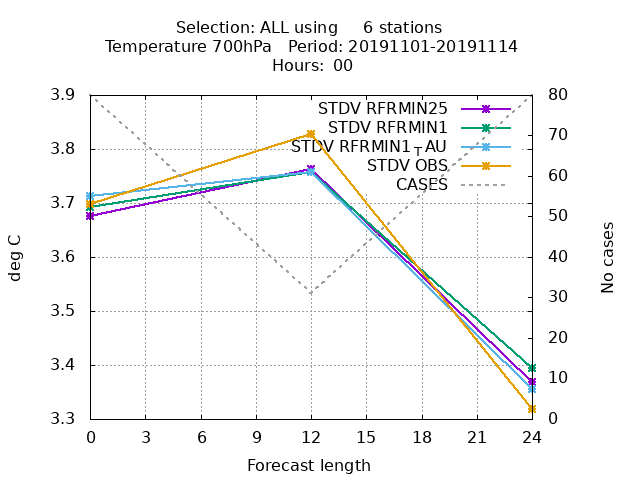 Selection: ALL using     6 stations
Temperature 700hPa   Period: 20191101-20191114
Hours:  00
3.9
3.8
3.7
3.6
3.5
3.4
3.3
deg C
STDV RFRMIN25
STDV RFRMIN1
STDV RFRMIN1TAU
STDV OBS
CASES
80
70
60
50
40
30
20
10
0
No cases
0 3 6 9 12 15 18 21 24
Forecast length